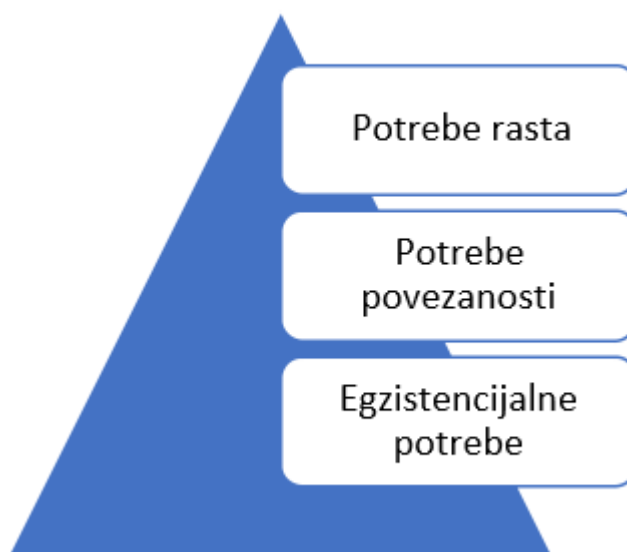 Potrebe rasta
Potrebe
povezanosti
Egzistencijalne
potrebe